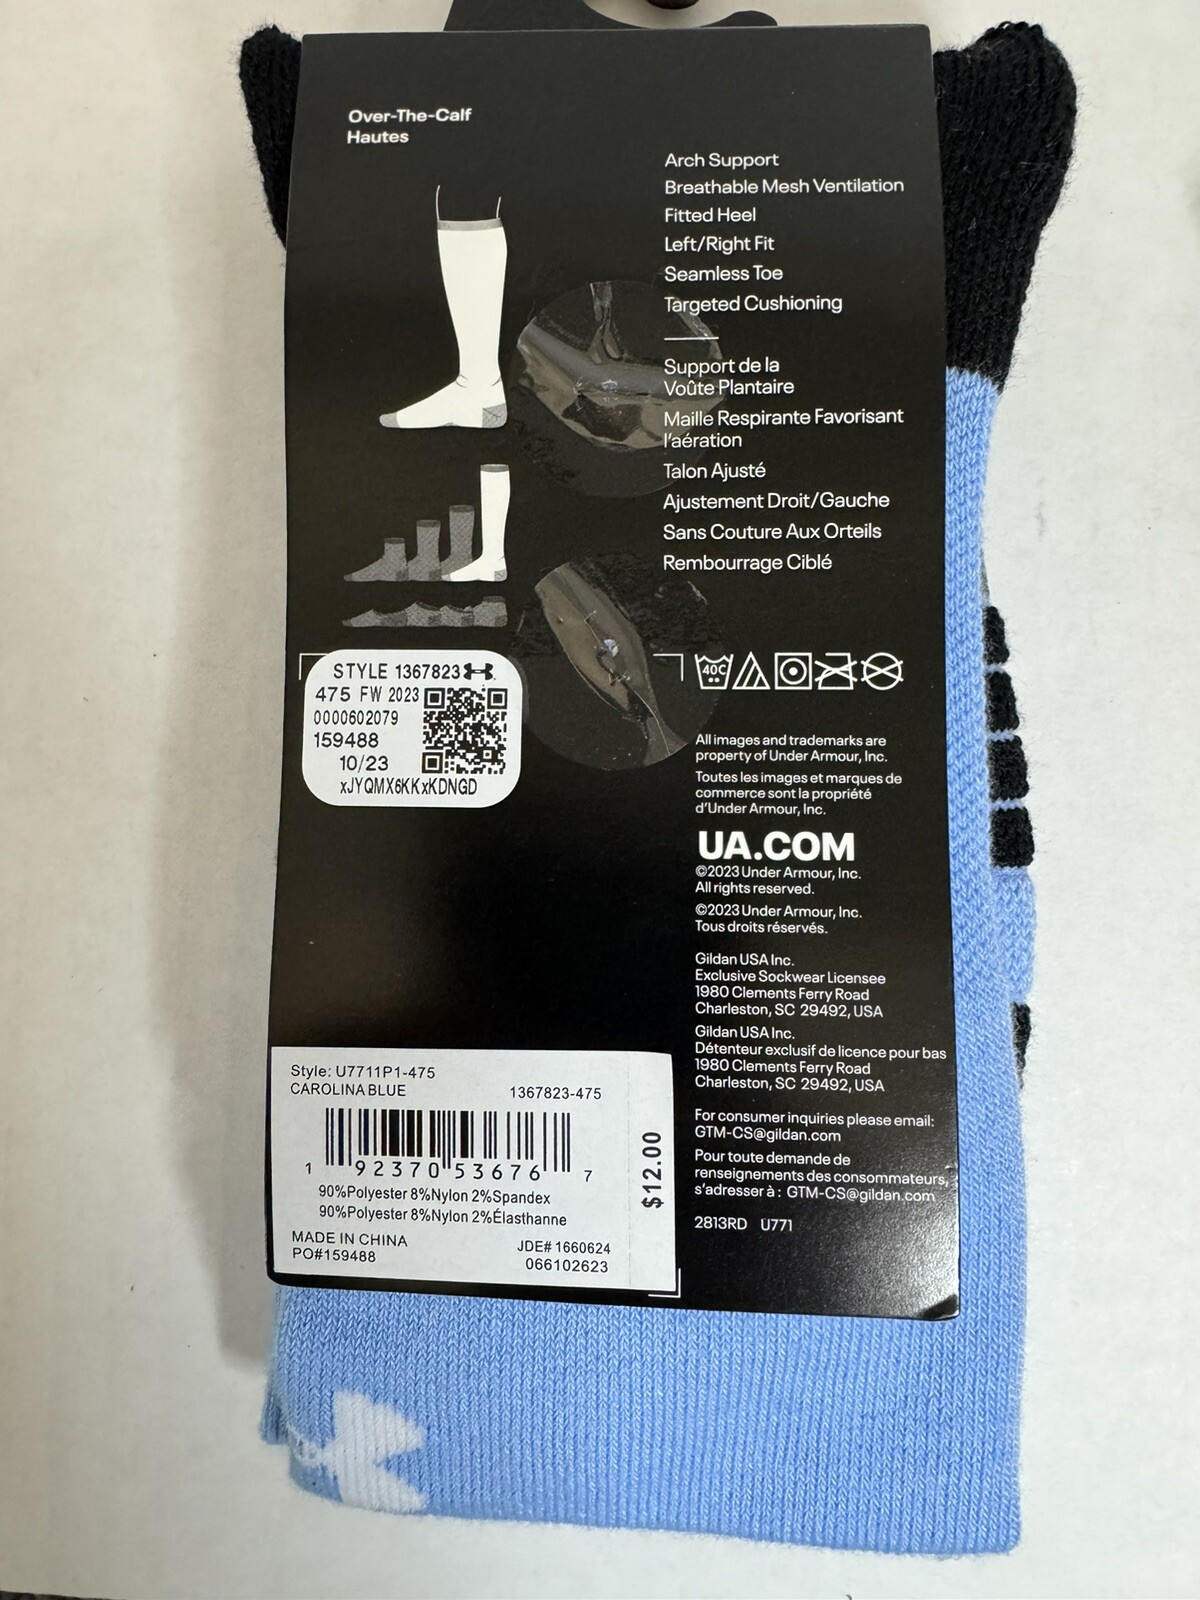 Over-The-Calf
Hautes
Arch Support
Breathable Mesh Ventilation
Fitted Heel
Left/Right Fit
Seamless Toe
Targeted Cushioning
Support de la
Voûte Plantaire
Maille Respirante Favorisant
l'aération
Talon Ajusté
Ajustement Droit/Gauche
Sans Couture Aux Orteils
Rembourrage Ciblé
STYLE 1367823
475 FW 2023
0000602079
159488
10/23
xJYQMX6KKxKDNGD
40C
All images and trademarks are
property of Under Armour, Inc.
Toutes les images et marques de
commerce sont la propriété
d'Under Armour, Inc.
UA.COM
©2023 Under Armour, Inc.
All rights reserved.
©2023 Under Armour, Inc.
Tous droits réservés.
Gildan USA Inc.
Exclusive Sockwear Licensee
1980 Clements Ferry Road
Charleston, SC 29492, USA
Gildan USA Inc.
Détenteur exclusif de licence pour bas
1980 Clements Ferry Road
Charleston, SC 29492, USA
For consumer inquiries please email:
GTM-CS@gildan.com
Pour toute demande de
renseignements des consommateurs,
s'adresser à : GTM-CS@gildan.com
2813RD U771
Style: U7711P1-475
CAROLINA BLUE 1367823-475
1 92370 53676 7
90%Polyester 8%Nylon 2%Spandex
90%Polyester 8%Nylon 2%Élasthanne
MADE IN CHINA
PO#159488
JDE# 1660624
066102623
$12.00